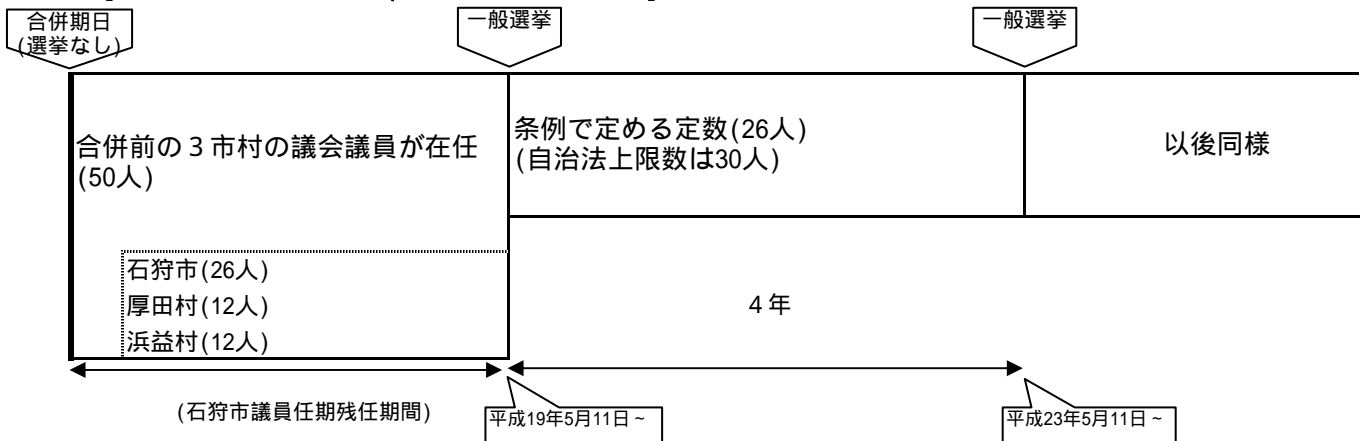 合併期日
(選挙なし)
一般選挙
一般選挙
合併前の３市村の議会議員が在任
(50人)
条例で定める定数(26人)
(自治法上限数は30人)
以後同様
石狩市(26人)
厚田村(12人)
浜益村(12人)
４年
(石狩市議員任期残任期間)
平成19年5月11日～
平成23年5月11日～